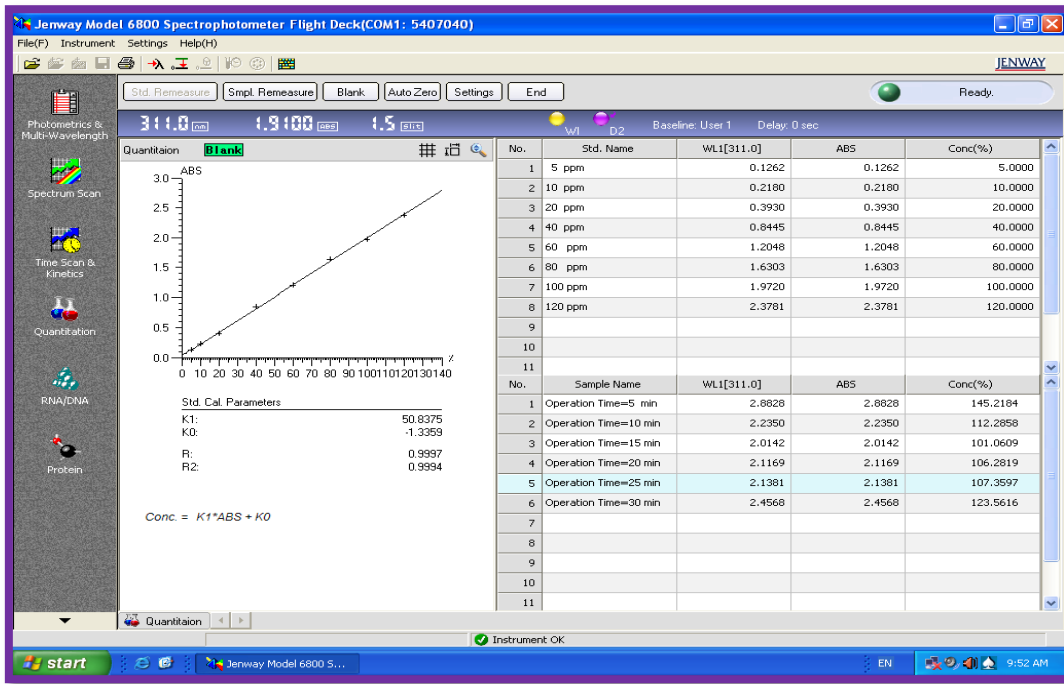 Jenway Model 6800 Spectrophotometer Flight Deck(COM1: 5407040)
File(F) Instrument Settings Help(H)
JENWAY
Std. Remeasure Smpl. Remeasure Blank Auto Zero Settings End Ready.
311.0 nm 1.9100 ABS 1.5 Slit WI D2 Baseline: User 1 Delay: 0 sec
Photometrics &
Multi-Wavelength
Spectrum Scan
Time Scan &
Kinetics
Quantitation
RNA/DNA
Protein
Quantitaion Blank
ABS
3.0
2.5
2.0
1.5
1.0
0.5
0.0
0 10 20 30 40 50 60 70 80 90 100110120130140 %
Std. Cal. Parameters
K1: 50.8375
K0: -1.3359
R: 0.9997
R2: 0.9994
Conc. = K1*ABS + K0
No. Std. Name WL1[311.0] ABS Conc(%)
1 5 ppm 0.1262 0.1262 5.0000
2 10 ppm 0.2180 0.2180 10.0000
3 20 ppm 0.3930 0.3930 20.0000
4 40 ppm 0.8445 0.8445 40.0000
5 60 ppm 1.2048 1.2048 60.0000
6 80 ppm 1.6303 1.6303 80.0000
7 100 ppm 1.9720 1.9720 100.0000
8 120 ppm 2.3781 2.3781 120.0000
9
10
11
No. Sample Name WL1[311.0] ABS Conc(%)
1 Operation Time=5 min 2.8828 2.8828 145.2184
2 Operation Time=10 min 2.2350 2.2350 112.2858
3 Operation Time=15 min 2.0142 2.0142 101.0609
4 Operation Time=20 min 2.1169 2.1169 106.2819
5 Operation Time=25 min 2.1381 2.1381 107.3597
6 Operation Time=30 min 2.4568 2.4568 123.5616
7
8
9
10
11
Quantitaion
Instrument OK
start Jenway Model 6800 S... EN 9:52 AM